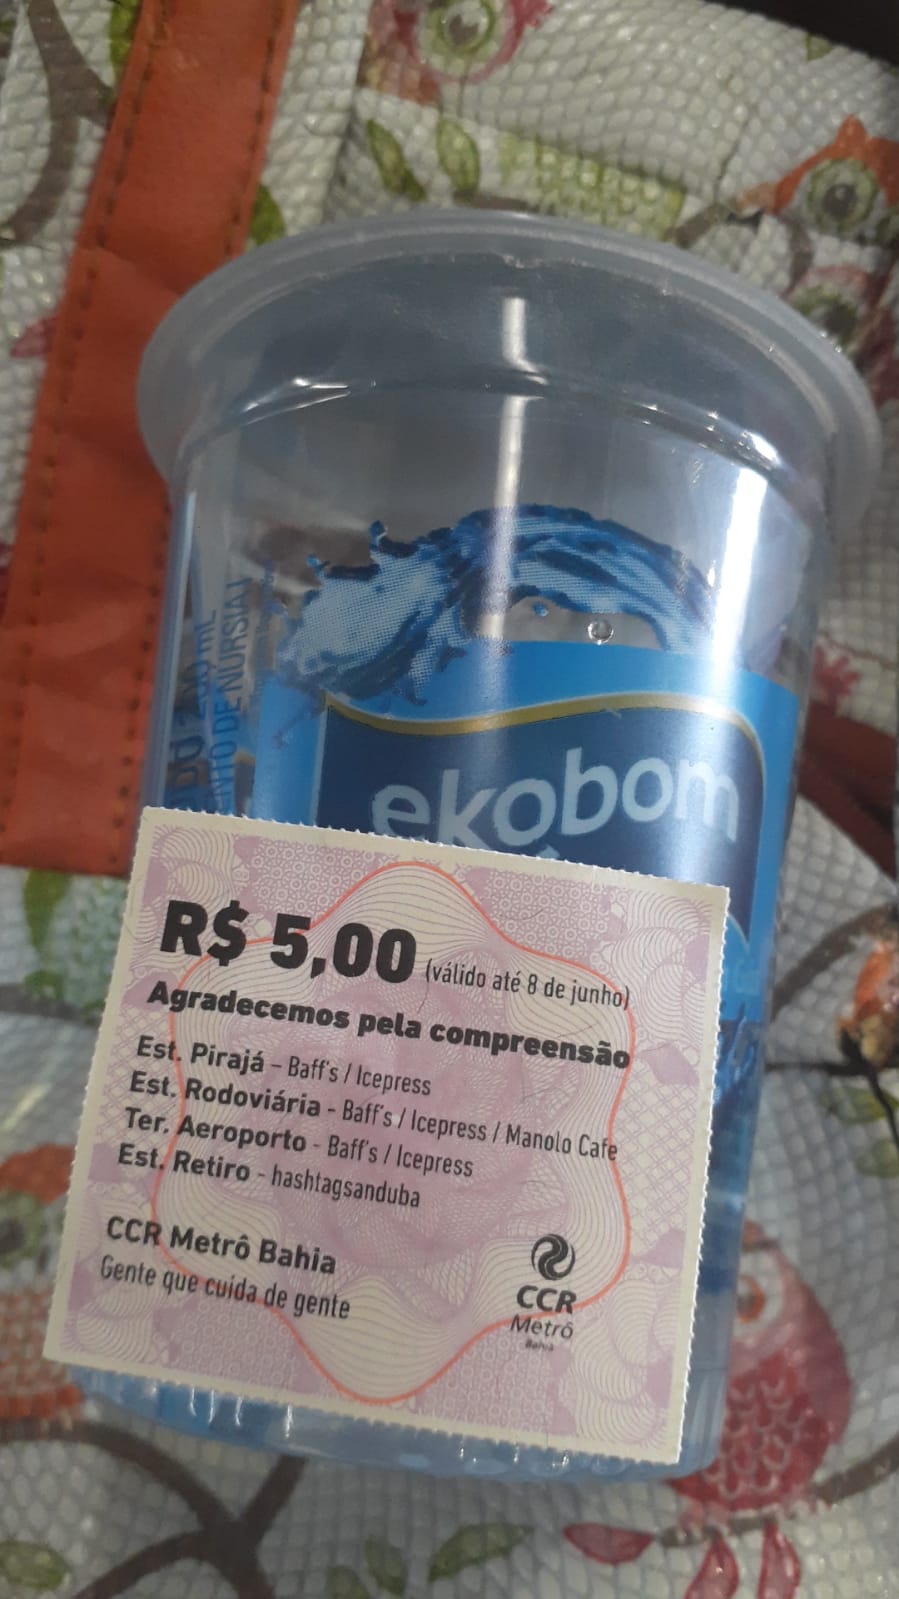 200 mL
ekobom
R$ 5,00 (válido até 8 de junho)
Agradecemos pela compreensão
Est. Pirajá – Baff's / Icepress
Est. Rodoviária - Baff's / Icepress / Manolo Cafe
Ter. Aeroporto - Baff's / Icepress
Est. Retiro - hashtagsanduba
CCR Metrô Bahia
Gente que cuida de gente
CCR
Metrô
Bahia